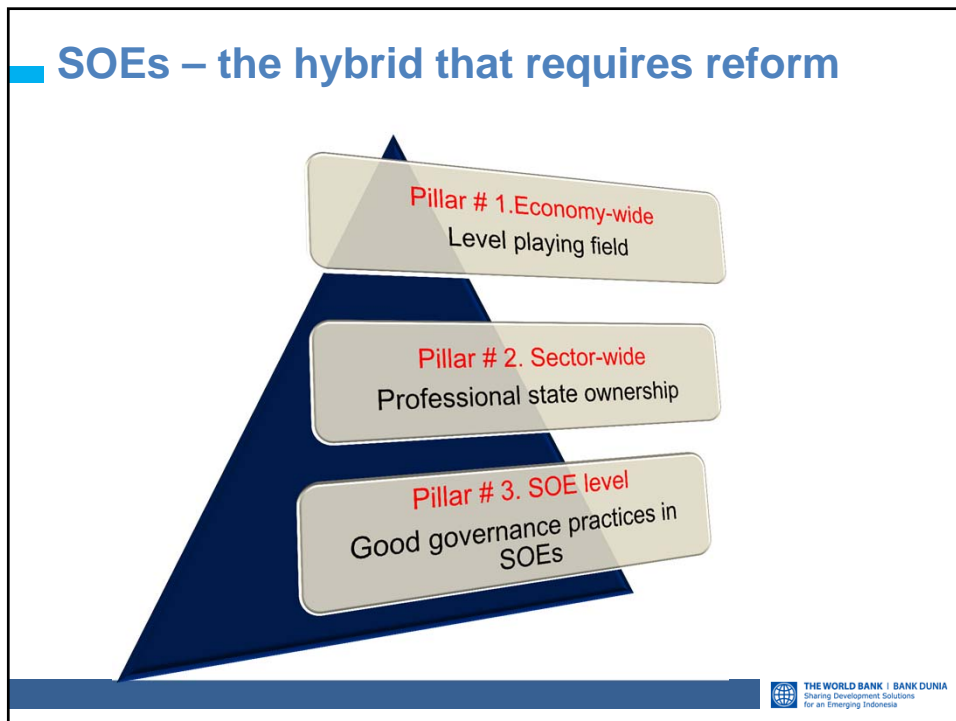 SOEs – the hybrid that requires reform
Pillar # 1.Economy-wide
Level playing field
Pillar # 2. Sector-wide
Professional state ownership
Pillar # 3. SOE level
Good governance practices in
SOEs
THE WORLD BANK | BANK DUNIA
Sharing Development Solutions
for an Emerging Indonesia